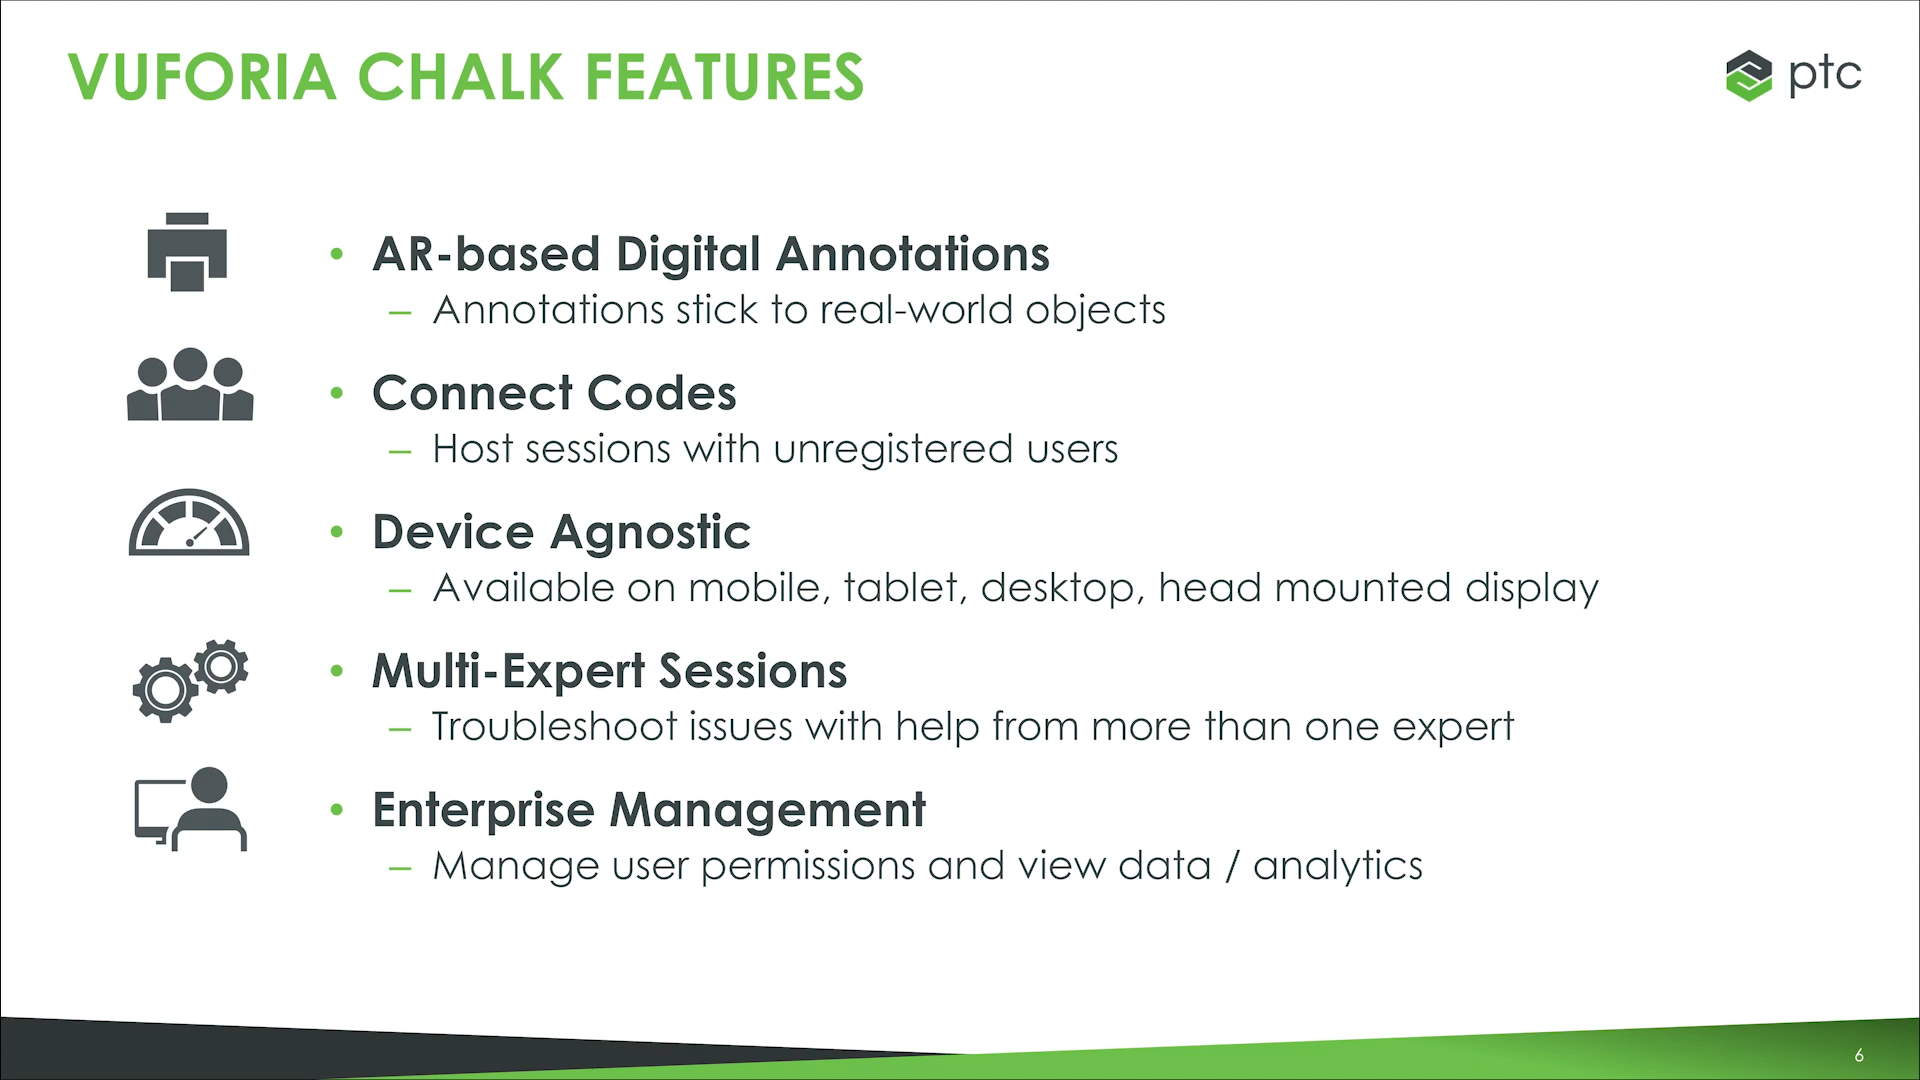 VUFORIA CHALK FEATURES
ptc
• AR-based Digital Annotations
– Annotations stick to real-world objects
• Connect Codes
– Host sessions with unregistered users
• Device Agnostic
– Available on mobile, tablet, desktop, head mounted display
• Multi-Expert Sessions
– Troubleshoot issues with help from more than one expert
• Enterprise Management
– Manage user permissions and view data / analytics
6